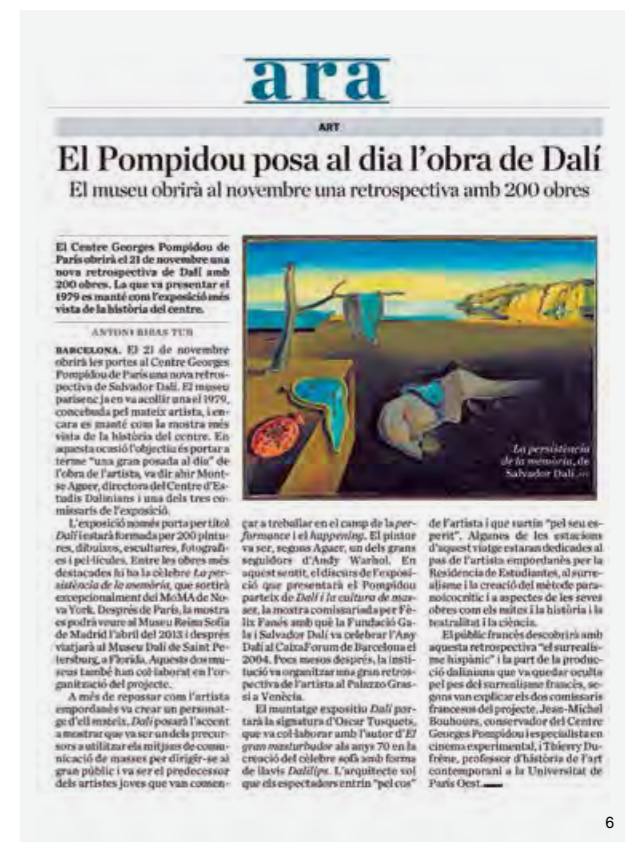 ara
ART
El Pompidou posa al dia l'obra de Dalí
El museu obrirà al novembre una retrospectiva amb 200 obres
El Centre Georges Pompidou de
París obrirà el 21 de novembre una
nova retrospectiva de Dalí amb
200 obres. La que va presentar el
1979 es manté com l'exposició més
vista de la història del centre.
ANTONI RIBAS TUR
BARCELONA. El 21 de novembre
obrirà les portes al Centre Georges
Pompidou de París una nova retros-
pectiva de Salvador Dalí. El museu
parisenc ja en va acollir una el 1979,
concebuda pel mateix artista, i en-
cara es manté com la mostra més
vista de la història del centre. En
aquesta ocasió l'objectiu és portar a
terme "una gran posada al dia" de
l'obra de l'artista, va dir ahir Mont-
se Aguer, directora del Centre d'Es-
tudis Dalinians i una dels tres co-
missaris de l'exposició.
L'exposició només porta per títol
Dalí i estarà formada per 200 pintu-
res, dibuixos, escultures, fotografi-
es i pel·lícules. Entre les obres més
destacades hi ha la cèlebre La per-
sistència de la memòria, que sortirà
excepcionalment del MoMA de No-
va York. Després de París, la mostra
es podrà veure al Museu Reina Sofía
de Madrid l'abril del 2013 i després
viatjarà al Museu Dalí de Saint Pe-
tersburg, a Florida. Aquests dos mu-
seus també han col·laborat en l'or-
ganització del projecte.
A més de repassar com l'artista
empordanès va crear un personat-
ge d'ell mateix, Dalí posarà l'accent
a mostrar que va ser un dels precur-
sors a utilitzar els mitjans de comu-
nicació de masses per dirigir-se al
gran públic i va ser el predecessor
dels artistes joves que van comen-
La persistència
de la memòria, de
Salvador Dalí.
çar a treballar en el camp de la per-
formance i el happening. El pintor
va ser, segons Aguer, un dels grans
seguidors d'Andy Warhol. En
aquest sentit, el discurs de l'exposi-
ció que presentarà el Pompidou
parteix de Dalí i la cultura de mas-
ses, la mostra comissariada per Fè-
lix Fanés amb què la Fundació Ga-
la i Salvador Dalí va celebrar l'Any
Dalí al CaixaForum de Barcelona el
2004. Pocs mesos després, la insti-
tució va organitzar una gran retros-
pectiva de l'artista al Palazzo Gras-
si a Venècia.
El muntatge expositiu Dalí por-
tarà la signatura d'Oscar Tusquets,
que va col·laborar amb l'autor d'El
gran masturbador als anys 70 en la
creació del cèlebre sofà amb forma
de llavis Dalilips. L'arquitecte vol
que els espectadors entrin "pel cos"
de l'artista i que surtin "pel seu es-
perit". Algunes de les estacions
d'aquest viatge estaran dedicades al
pas de l'artista empordanès per la
Residencia de Estudiantes, al surre-
alisme i la creació del mètode para-
noicocrític i a aspectes de les seves
obres com els mites i la història i la
teatralitat i la ciència.
El públic francès descobrirà amb
aquesta retrospectiva "el surrealis-
me hispànic" i la part de la produc-
ció daliniana que va quedar oculta
pel pes del surrealisme francès, se-
gons van explicar els dos comissaris
francesos del projecte, Jean-Michel
Bouhours, conservador del Centre
Georges Pompidou i especialista en
cinema experimental, i Thierry Du-
frêne, professor d'història de l'art
contemporani a la Universitat de
París Oest.
6